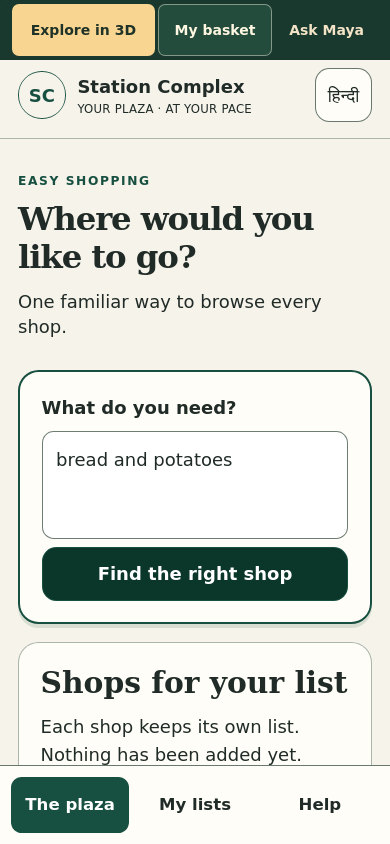 Explore in 3D
My basket
Ask Maya
SC
Station Complex
YOUR PLAZA · AT YOUR PACE
हिन्दी
EASY SHOPPING
Where would you
like to go?
One familiar way to browse every
shop.
What do you need?
bread and potatoes
Find the right shop
Shops for your list
Each shop keeps its own list.
Nothing has been added yet.
The plaza
My lists
Help